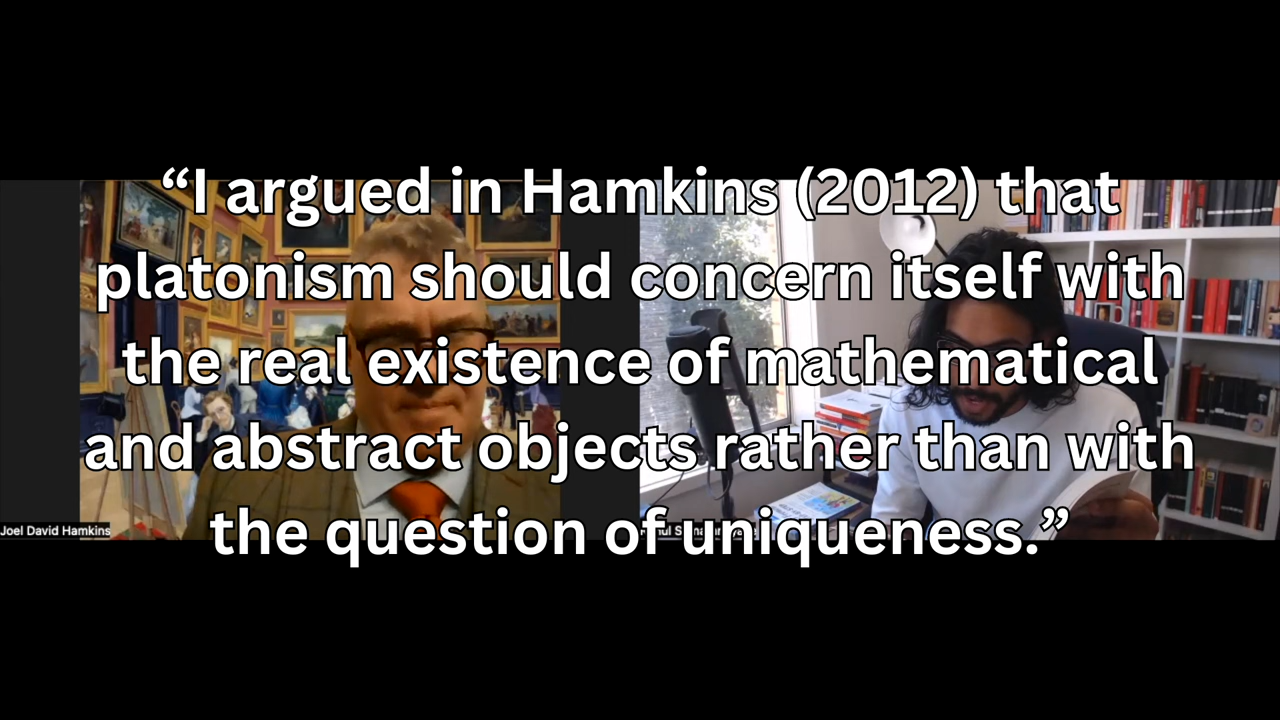 “I argued in Hamkins (2012) that
platonism should concern itself with
the real existence of mathematical
and abstract objects rather than with
the question of uniqueness.”
Joel David Hamkins